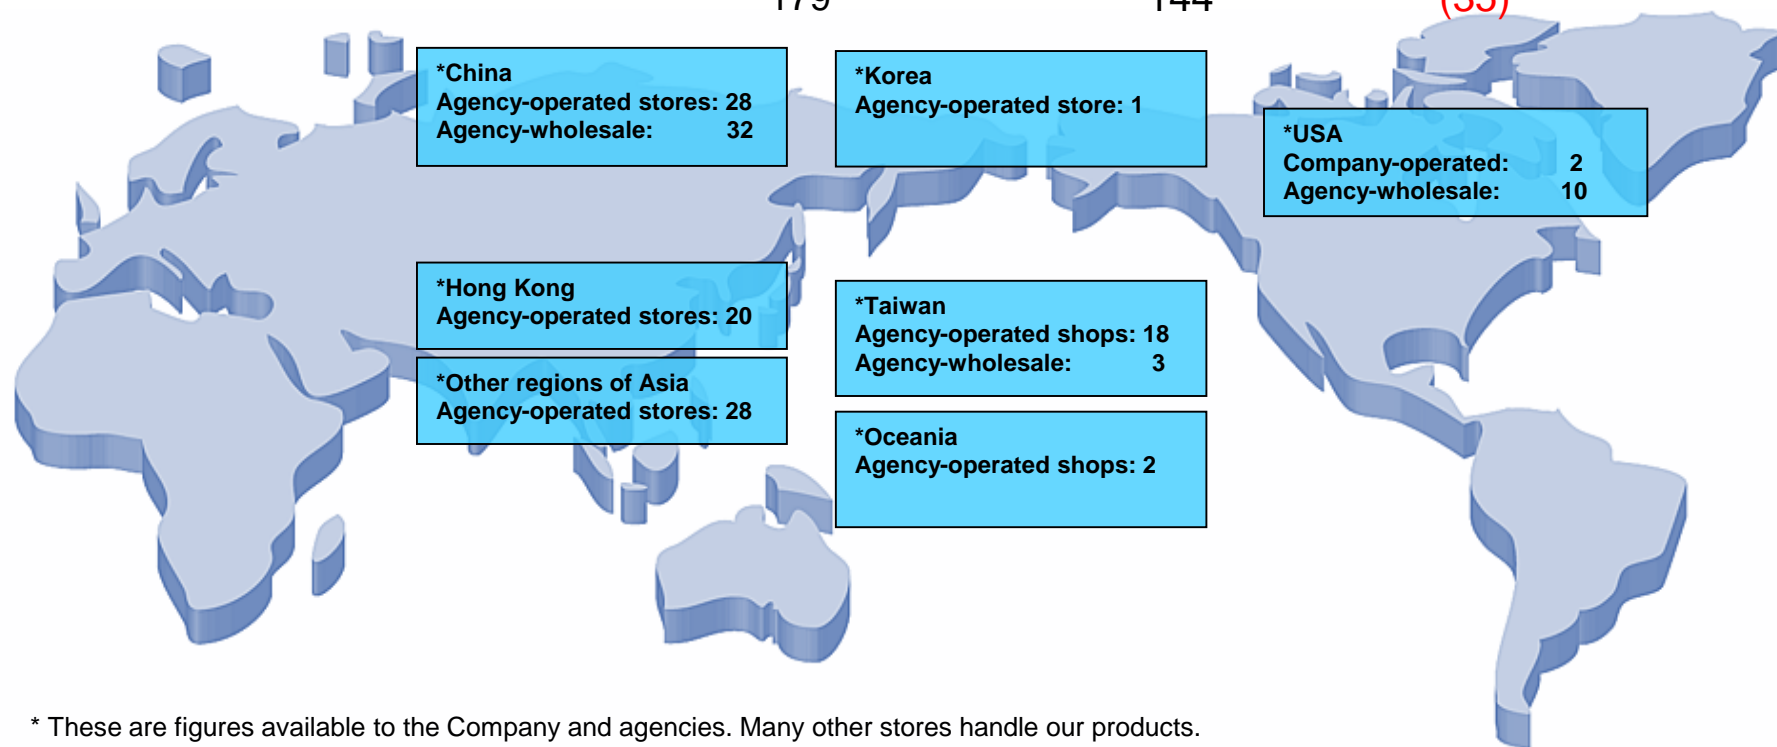 179 144 (35)
*China
Agency-operated stores: 28
Agency-wholesale: 32
*Korea
Agency-operated store: 1
*USA
Company-operated: 2
Agency-wholesale: 10
*Hong Kong
Agency-operated stores: 20
*Taiwan
Agency-operated shops: 18
Agency-wholesale: 3
*Other regions of Asia
Agency-operated stores: 28
*Oceania
Agency-operated shops: 2
* These are figures available to the Company and agencies. Many other stores handle our products.